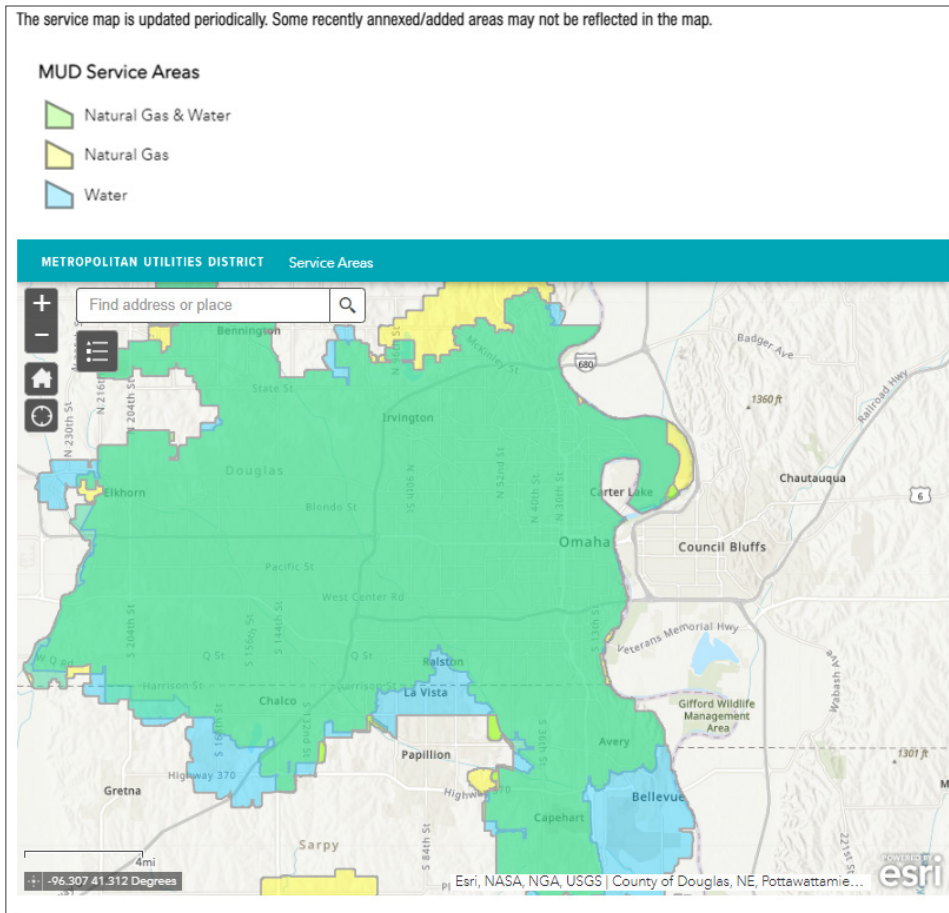 The service map is updated periodically. Some recently annexed/added areas may not be reflected in the map.
MUD Service Areas
Natural Gas & Water
Natural Gas
Water
METROPOLITAN UTILITIES DISTRICT Service Areas
+
−
Find address or place
Bennington
McKinley St
N 96th St
Badger Ave
680
Railroad Hwy
1360 ft
State St
N 216th
N 204th St
N 230th St
Irvington
Douglas
N 90th St
N 52nd St
N 40th St
N 30th St
Carter Lake
Chautauqua
6
Elkhorn
Blondo St
Omaha
Council Bluffs
Pacific St
West Center Rd
S 204th St
S 156th St
S 144th St
S 13th St
Veterans Memorial Hwy
Wabash Ave
W Q Rd
Q St
Q St
Ralston
Harrison St
Harrison St
La Vista
Chalco
S 168th St
S 132nd St
Gifford Wildlife
Management
Area
S 36th St
Avery
Papillion
1301 ft
Highway 370
Gretna
Highway 370
Bellevue
Capehart
Sarpy
S 84th St
221st St
4mi
-96.307 41.312 Degrees
Esri, NASA, NGA, USGS | County of Douglas, NE, Pottawattamie...
POWERED BY
esri